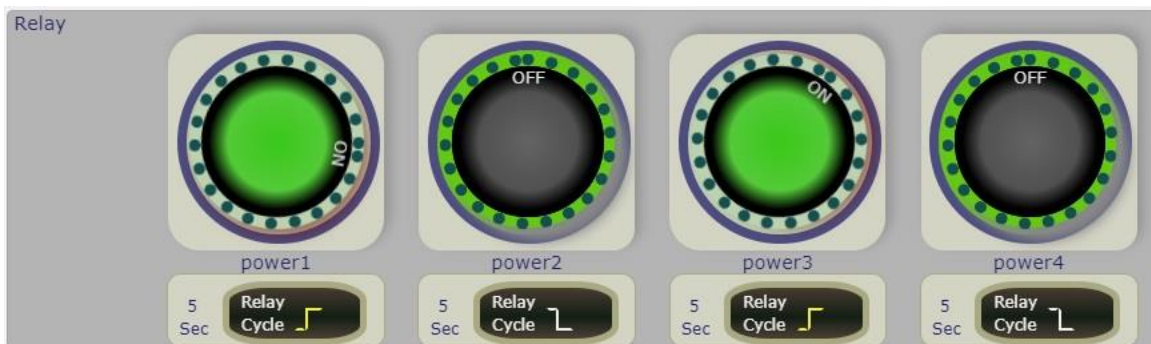 Relay
ON
OFF
ON
OFF
power1
power2
power3
power4
5 Sec
Relay Cycle
5 Sec
Relay Cycle
5 Sec
Relay Cycle
5 Sec
Relay Cycle